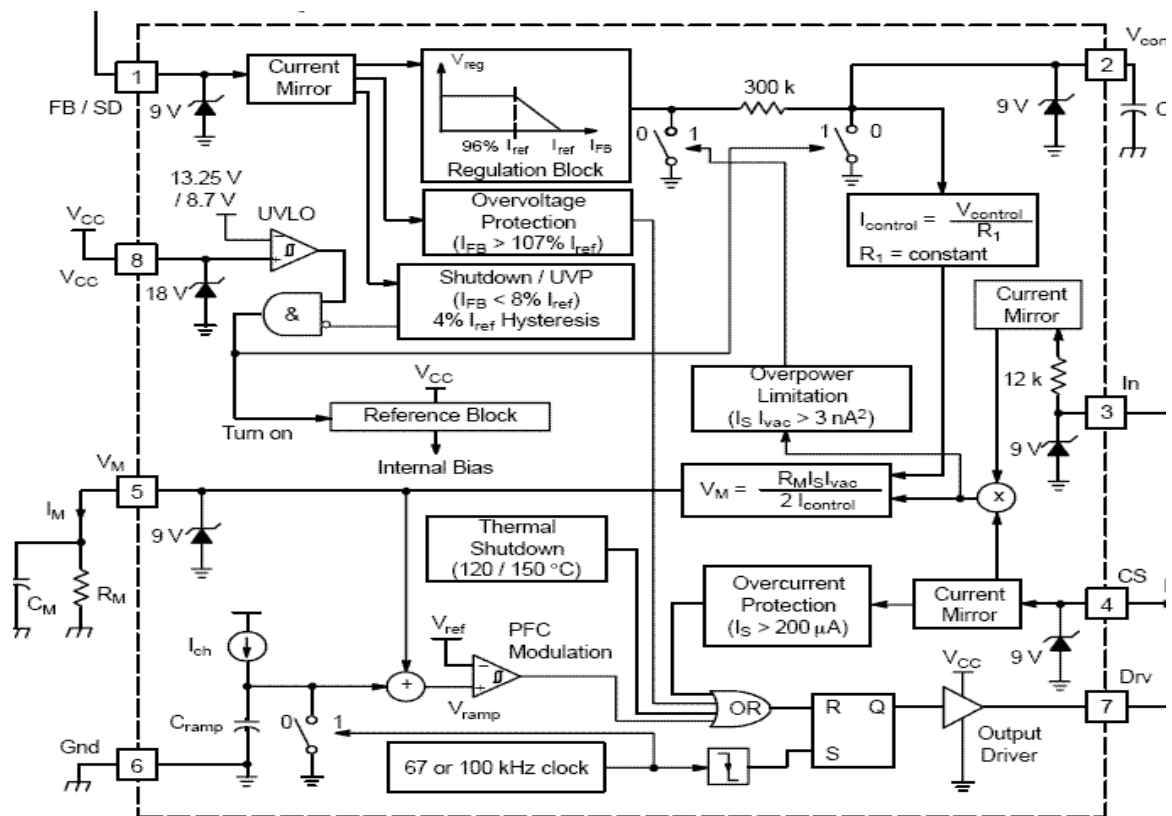 V_con
1
FB / SD
9 V
Current
Mirror
V_reg
96%
I_ref
I_ref
I_FB
Regulation Block
300 k
0
1
1
0
9 V
2
13.25 V
/ 8.7 V
UVLO
V_CC
8
V_CC
18 V
&
Overvoltage
Protection
(I_FB > 107% I_ref)
Shutdown / UVP
(I_FB < 8% I_ref)
4% I_ref Hysteresis
I_control = V_control / R_1
R_1 = constant
Current
Mirror
12 k
In
3
9 V
V_CC
Reference Block
Turn on
Internal Bias
Overpower
Limitation
(I_S I_vac > 3 nA²)
V_M
5
I_M
9 V
C_M
R_M
V_M = R_M I_S I_vac / 2 I_control
x
Thermal
Shutdown
(120 / 150 °C)
Overcurrent
Protection
(I_S > 200 μA)
Current
Mirror
CS
4
9 V
I_ch
V_ref
PFC
Modulation
+
V_ramp
C_ramp
0
1
OR
R
Q
S
V_CC
Drv
7
Output
Driver
Gnd
6
67 or 100 kHz clock